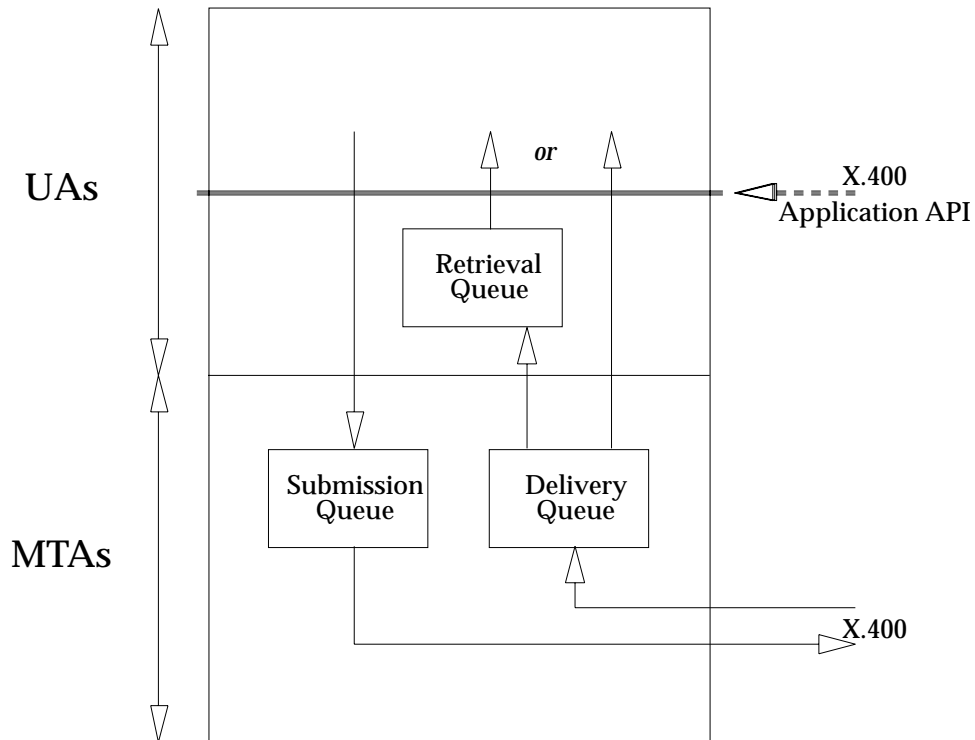 or
UAs
X.400
Application API
Retrieval
Queue
Submission
Queue
Delivery
Queue
MTAs
X.400